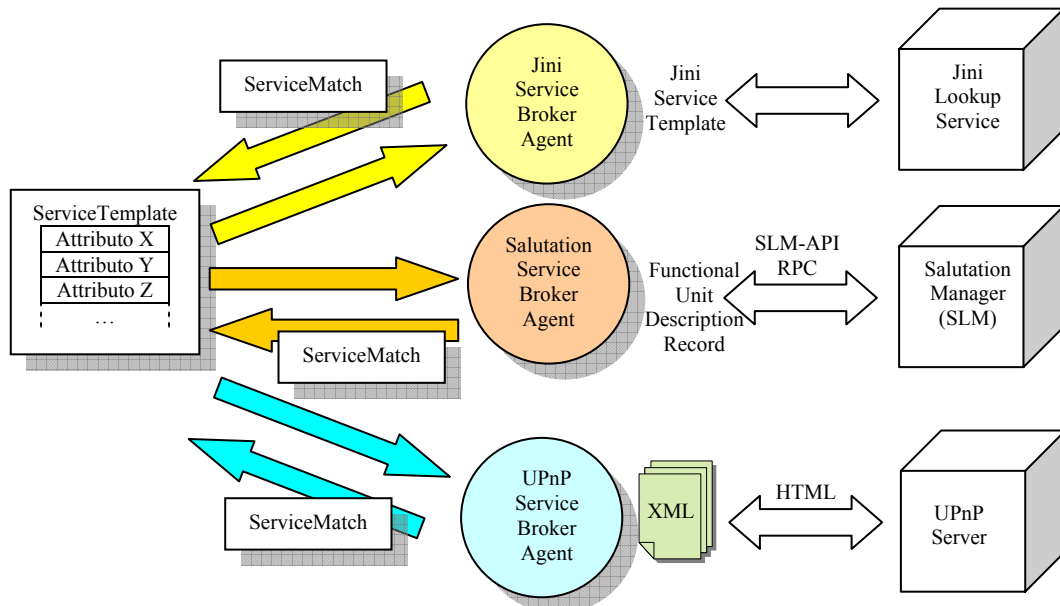 ServiceMatch
Jini
Service
Broker
Agent
Jini
Service
Template
Jini
Lookup
Service
ServiceTemplate
Attributo X
Attributo Y
Attributo Z
…
Salutation
Service
Broker
Agent
Functional
Unit
Description
Record
SLM-API
RPC
Salutation
Manager
(SLM)
ServiceMatch
UPnP
Service
Broker
Agent
XML
HTML
UPnP
Server
ServiceMatch